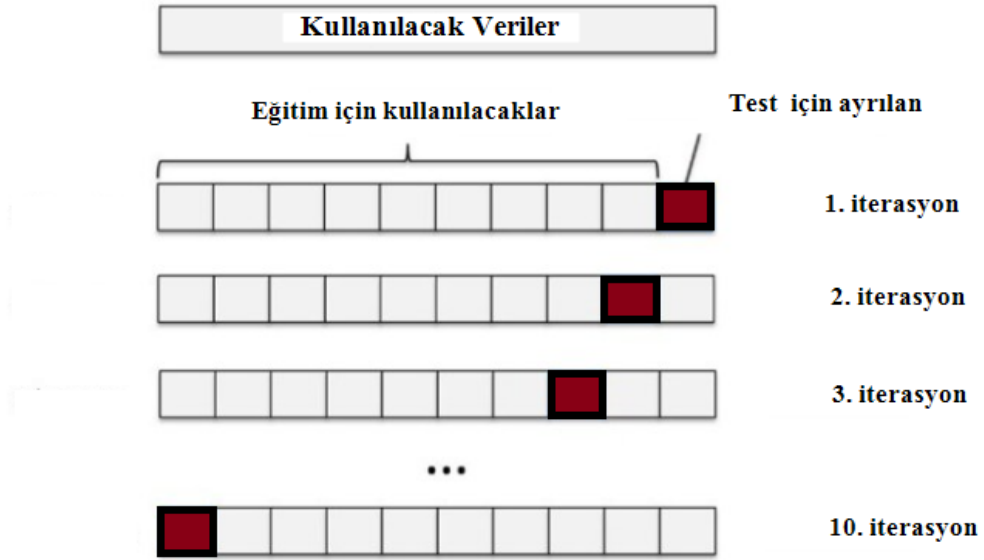 Kullanılacak Veriler
Eğitim için kullanılacaklar
Test için ayrılan
1. iterasyon
2. iterasyon
3. iterasyon
...
10. iterasyon